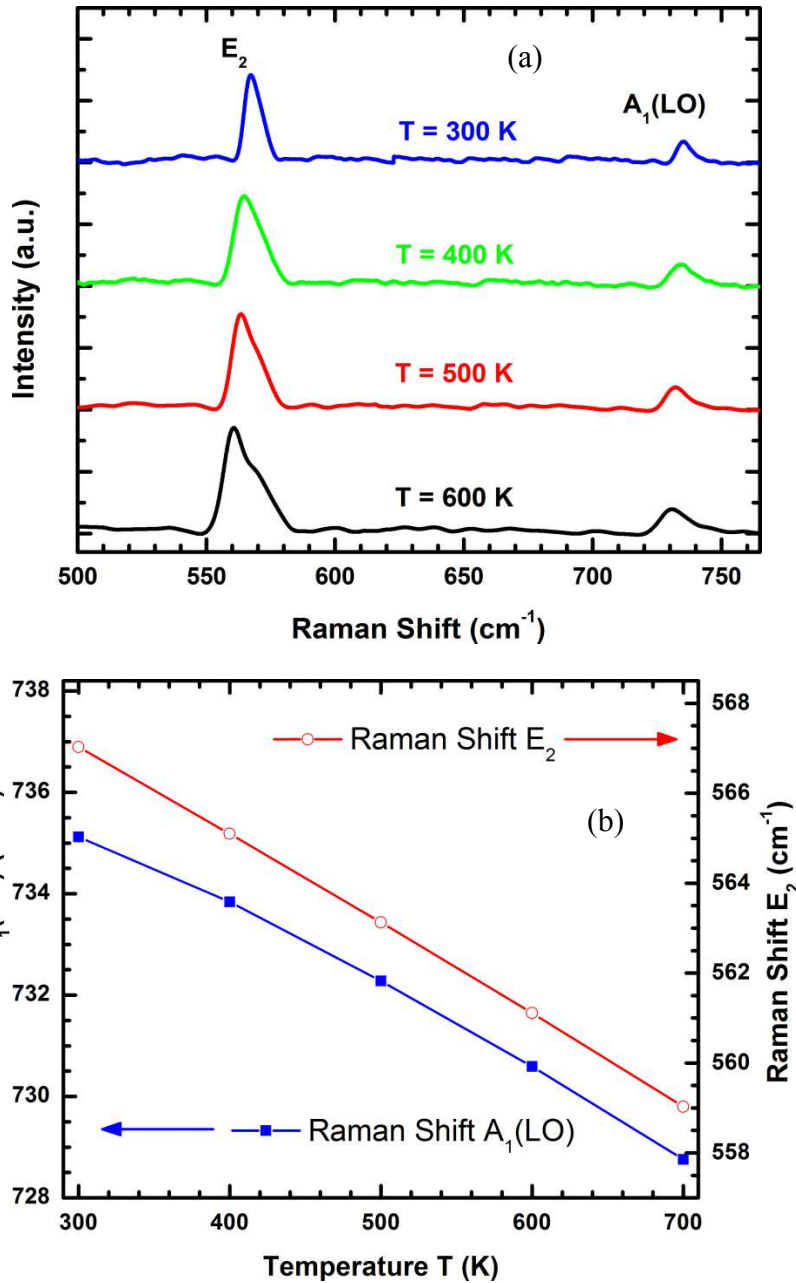 E₂
(a)
A₁(LO)
T = 300 K
T = 400 K
T = 500 K
T = 600 K
Intensity (a.u.)
500 550 600 650 700 750
Raman Shift (cm⁻¹)
738
736
734
732
730
728
568
566
564
562
560
558
Raman Shift E₂
(b)
Raman Shift A₁(LO)
Raman Shift E₂ (cm⁻¹)
300 400 500 600 700
Temperature T (K)